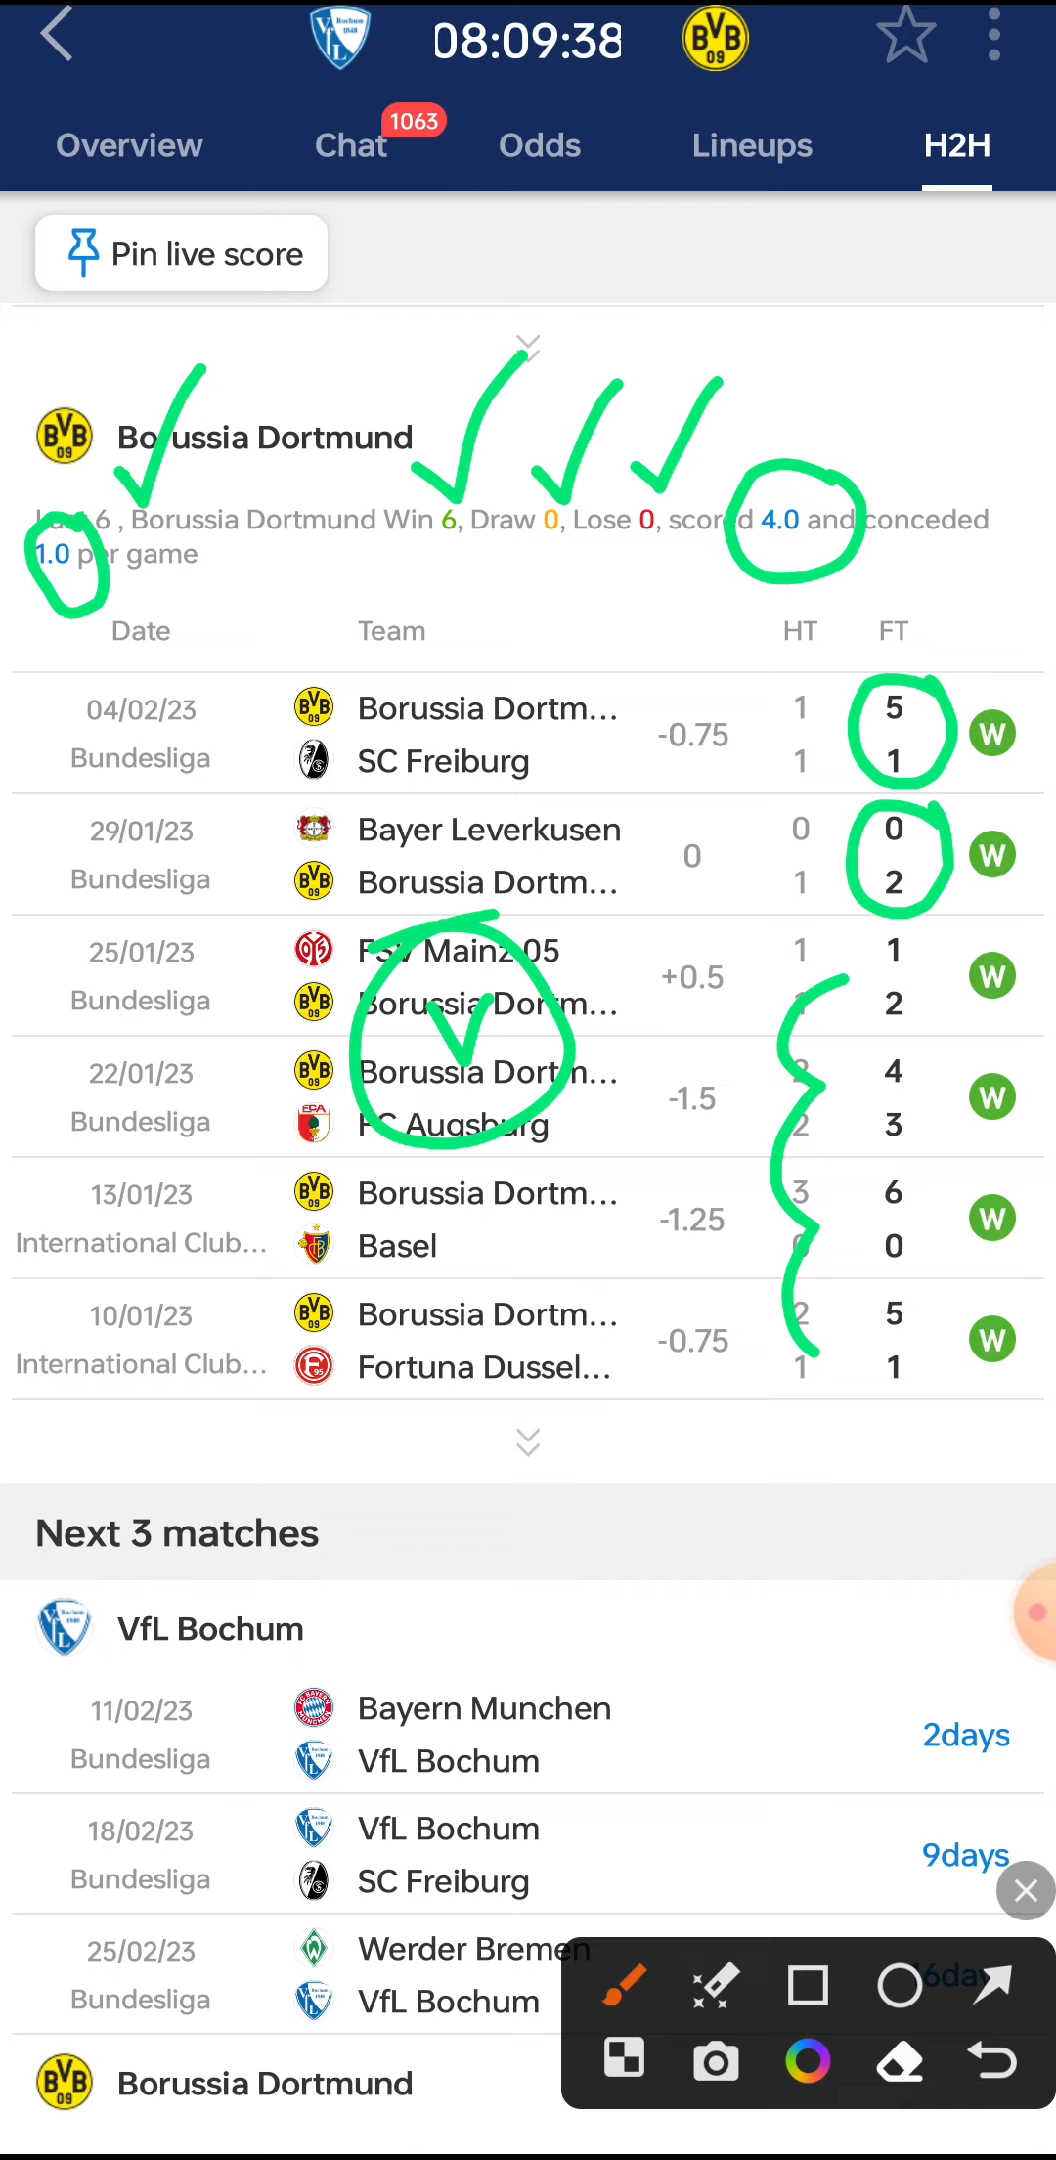 08:09:38
Overview
Chat
1063
Odds
Lineups
H2H
Pin live score
Borussia Dortmund
6 , Borussia Dortmund Win 6, Draw 0, Lose 0, scored 4.0 and conceded
1.0 per game
Date Team HT FT
04/02/23 Borussia Dortm... 1 5
Bundesliga SC Freiburg -0.75 1 1 W
29/01/23 Bayer Leverkusen 0 0
Bundesliga Borussia Dortm... 0 1 2 W
25/01/23 FSV Mainz 05 1 1
Bundesliga Borussia Dortm... +0.5 2 W
22/01/23 Borussia Dortm... 2 4
Bundesliga FC Augsburg -1.5 2 3 W
13/01/23 Borussia Dortm... 3 6
International Club... Basel -1.25 0 0 W
10/01/23 Borussia Dortm... 2 5
International Club... Fortuna Dussel... -0.75 1 1 W
Next 3 matches
VfL Bochum
11/02/23 Bayern Munchen
Bundesliga VfL Bochum 2days
18/02/23 VfL Bochum
Bundesliga SC Freiburg 9days
25/02/23 Werder Bremen
Bundesliga VfL Bochum
Borussia Dortmund